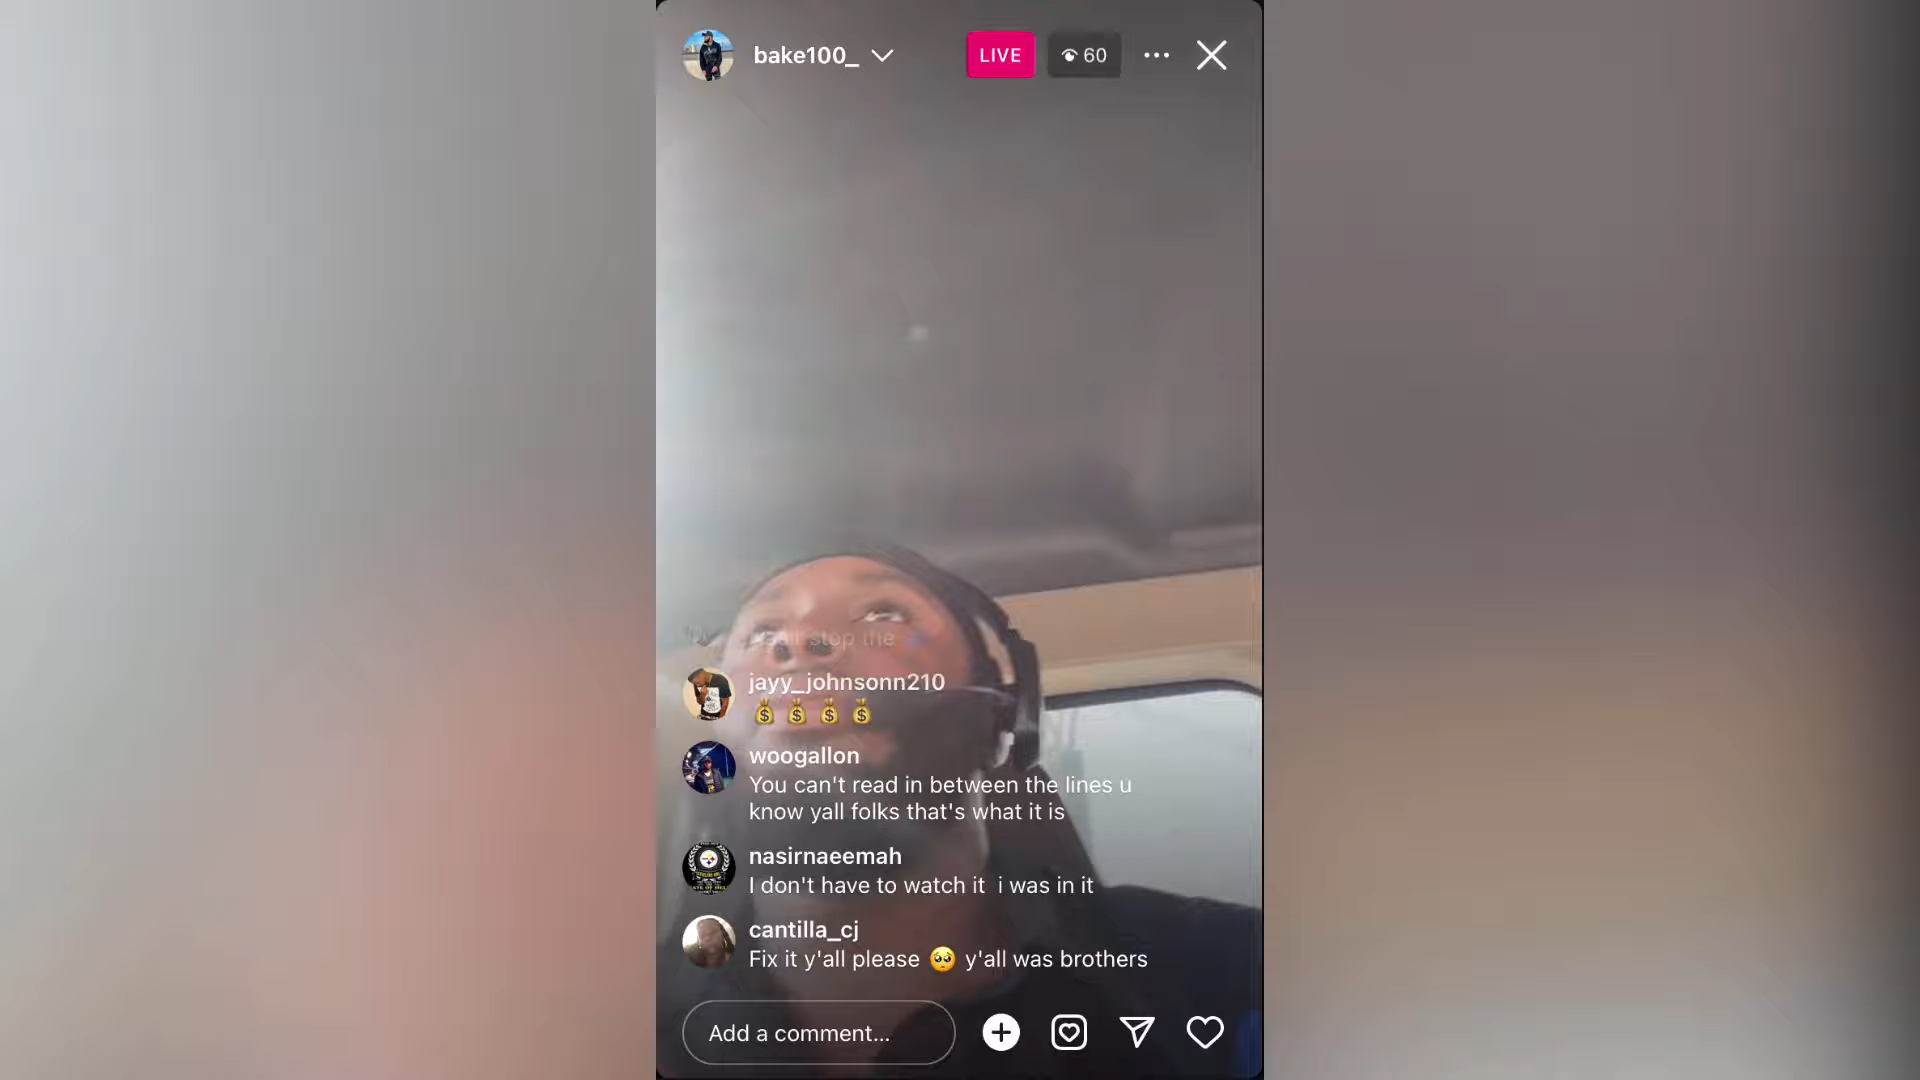 bake100_
LIVE
60
stop the
jayy_johnsonn210
woogallon
You can't read in between the lines u
know yall folks that's what it is
nasirnaeemah
I don't have to watch it i was in it
cantilla_cj
Fix it y'all please 🥺 y'all was brothers
Add a comment...